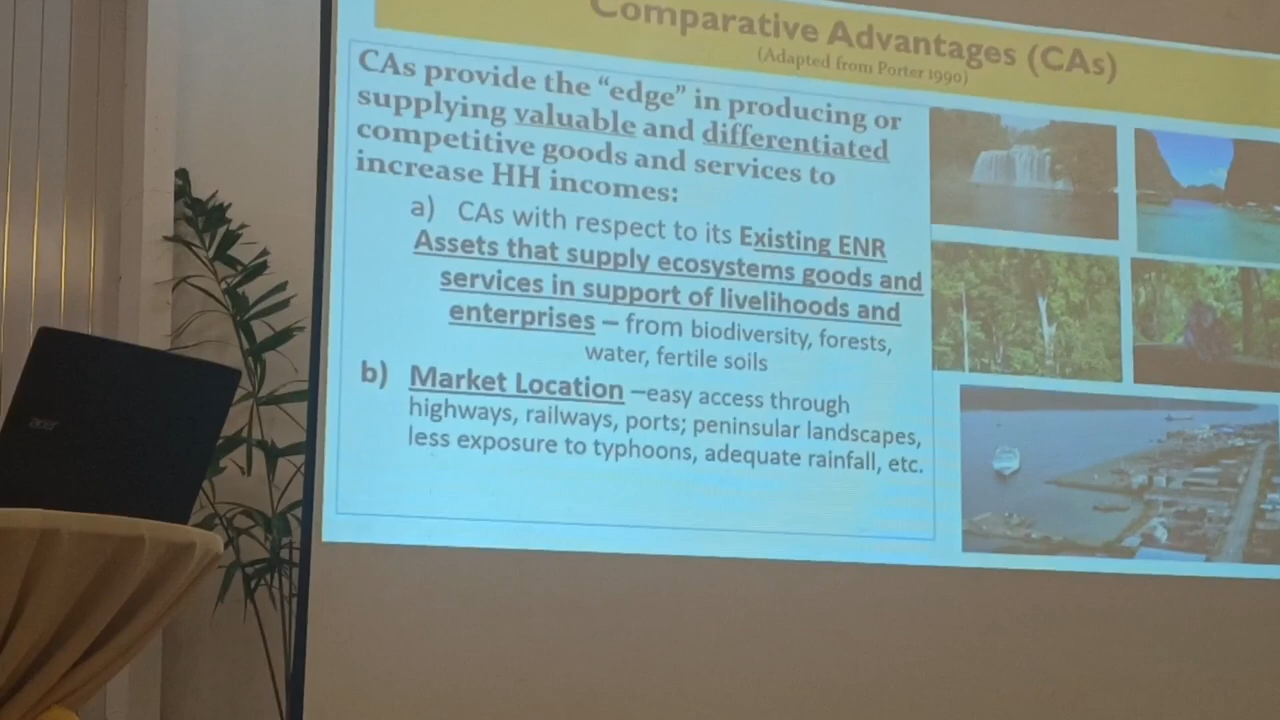 Comparative Advantages (CAs)
(Adapted from Porter 1990)
CAs provide the “edge” in producing or
supplying valuable and differentiated
competitive goods and services to
increase HH incomes:
a) CAs with respect to its Existing ENR
Assets that supply ecosystems goods and
services in support of livelihoods and
enterprises – from biodiversity, forests,
water, fertile soils
b) Market Location –easy access through
highways, railways, ports; peninsular landscapes,
less exposure to typhoons, adequate rainfall, etc.
acer